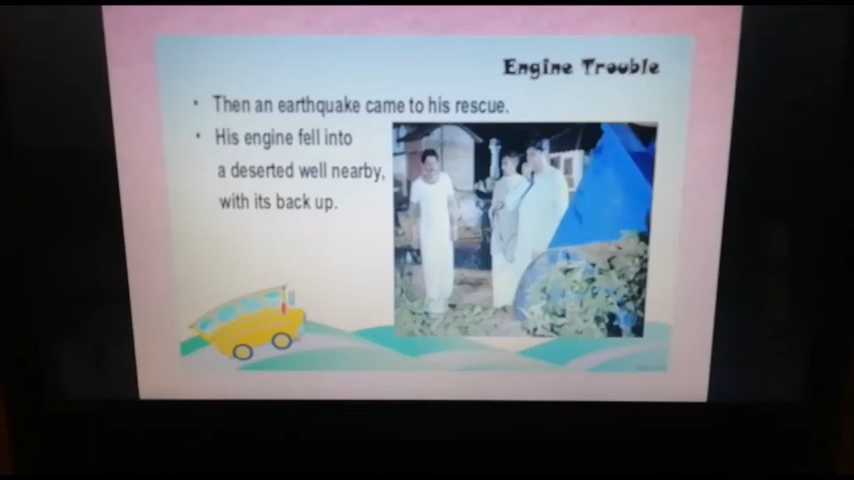 Engine Trouble
• Then an earthquake came to his rescue.
• His engine fell into
a deserted well nearby,
with its back up.